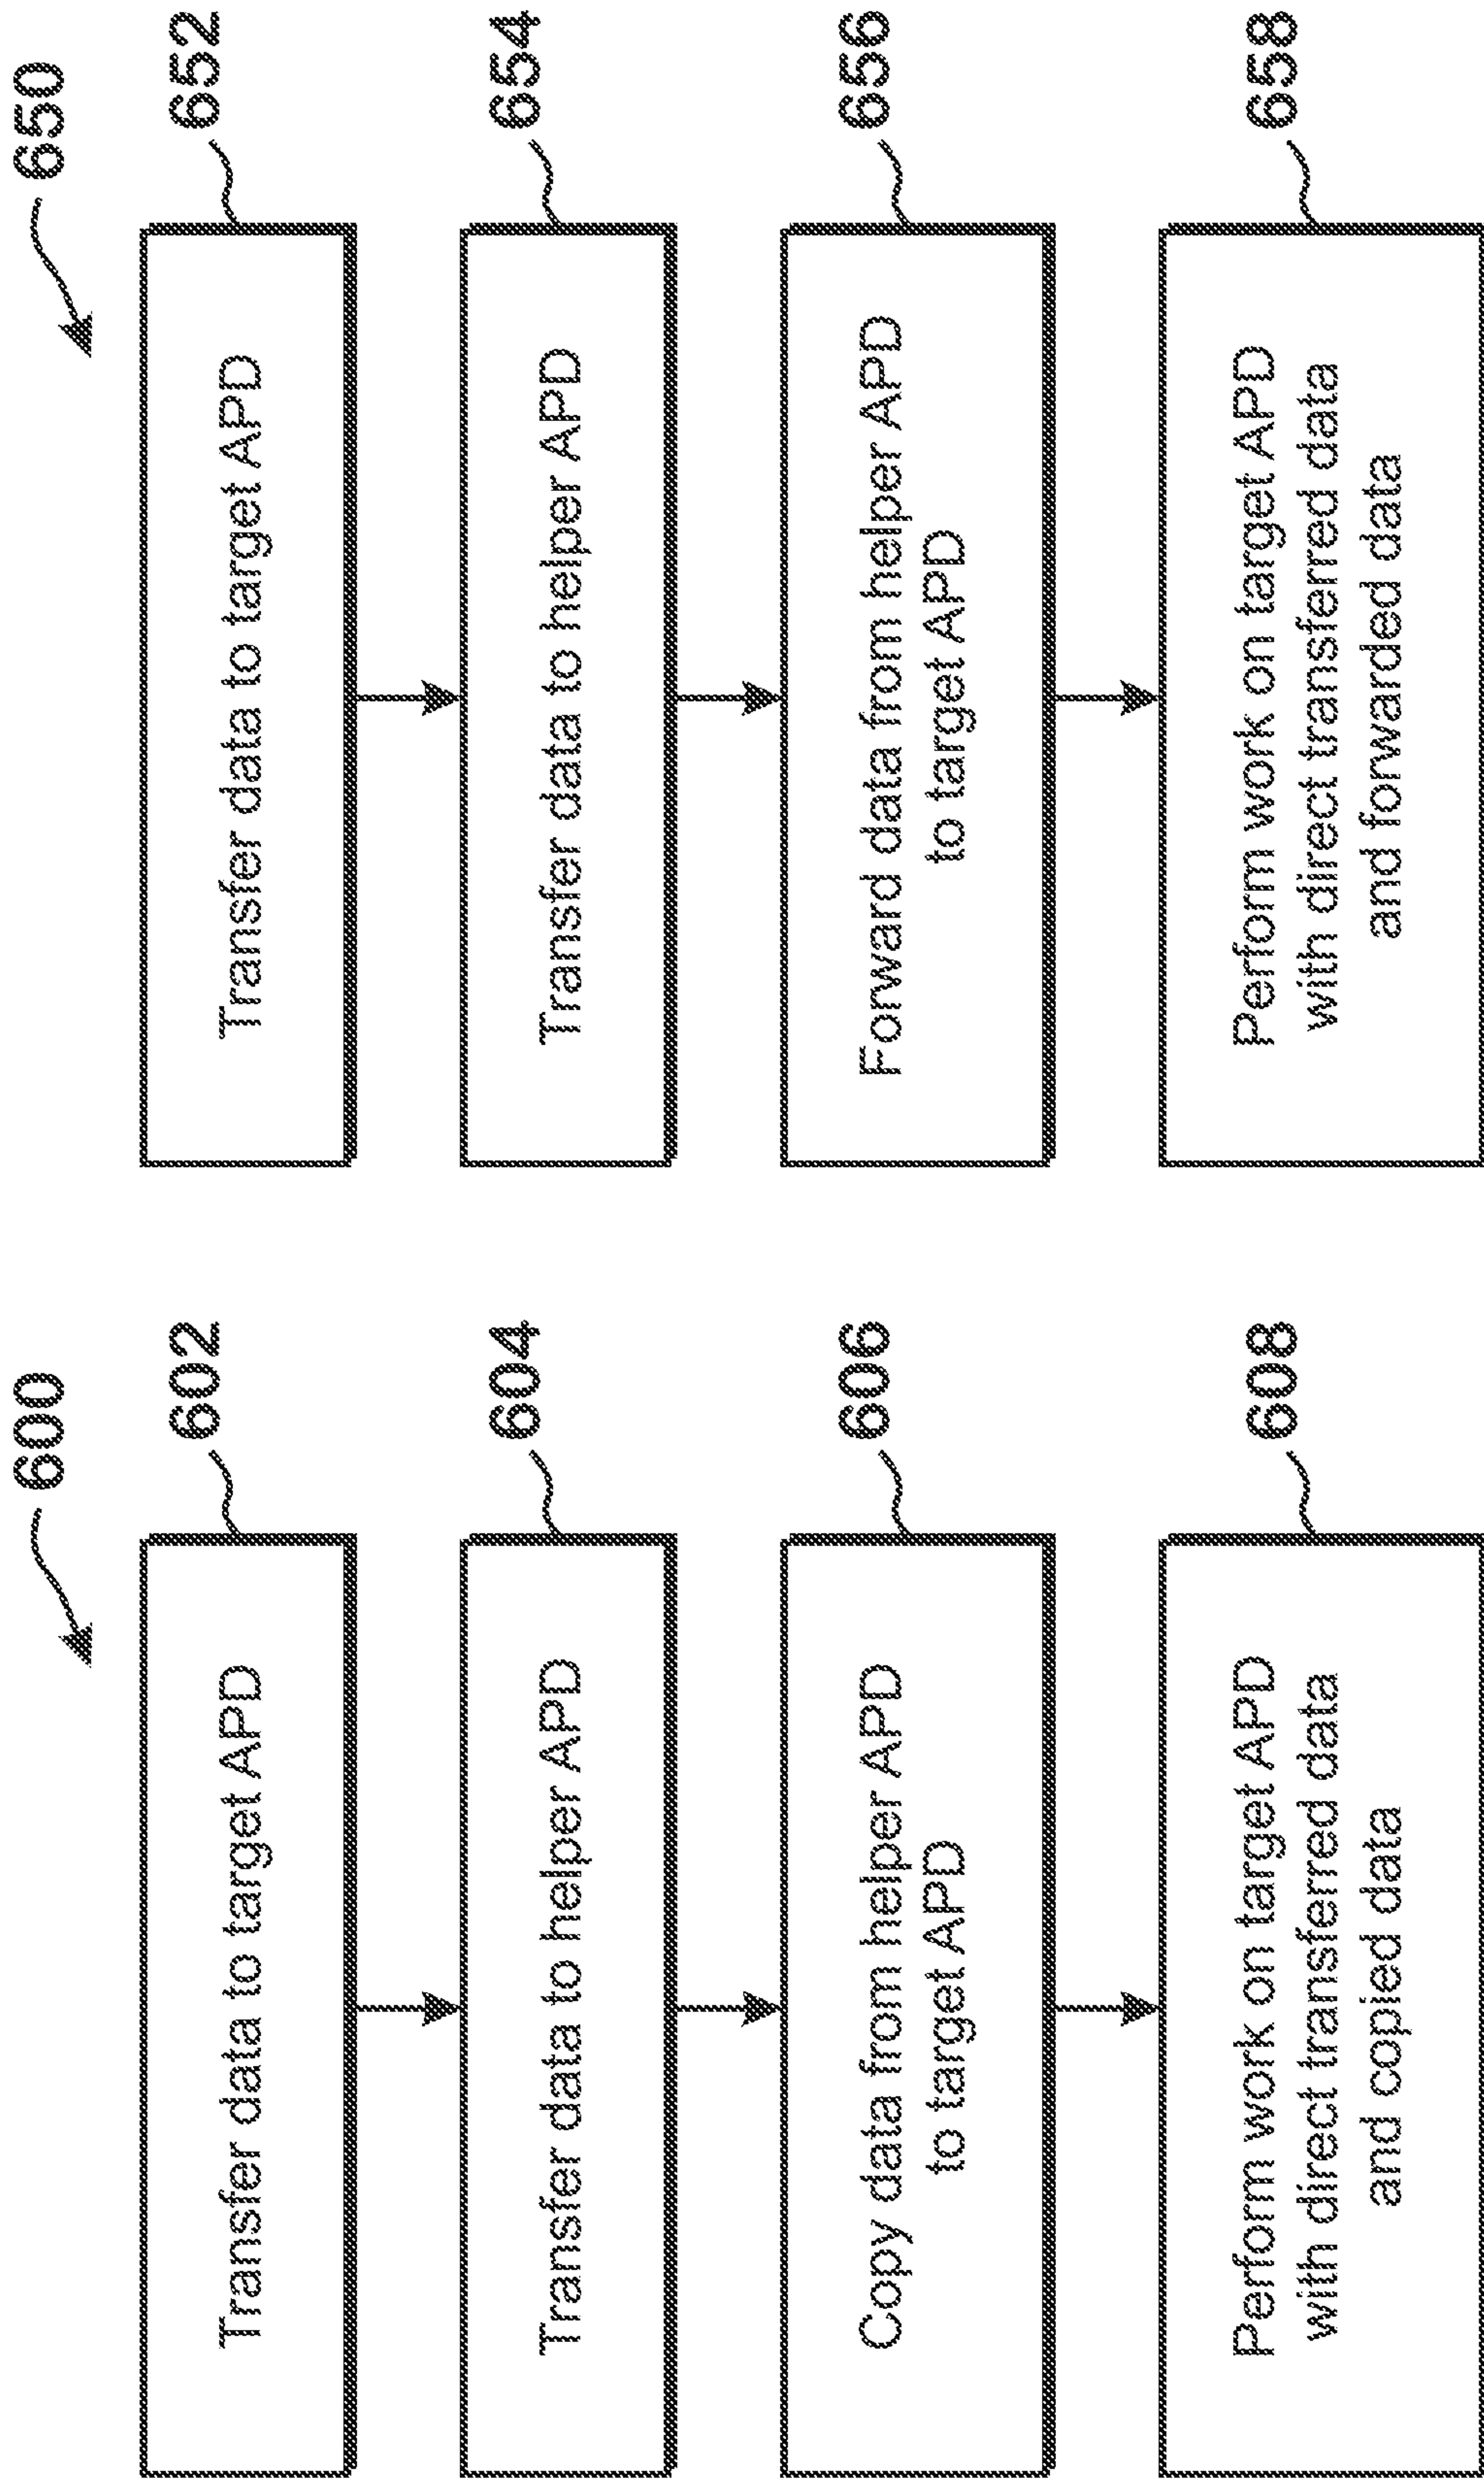 600
Transfer data to target APD
602
Transfer data to helper APD
604
Copy data from helper APD
to target APD
606
Perform work on target APD
with direct transferred data
and copied data
608
650
Transfer data to target APD
652
Transfer data to helper APD
654
Forward data from helper APD
to target APD
656
Perform work on target APD
with direct transferred data
and forwarded data
658